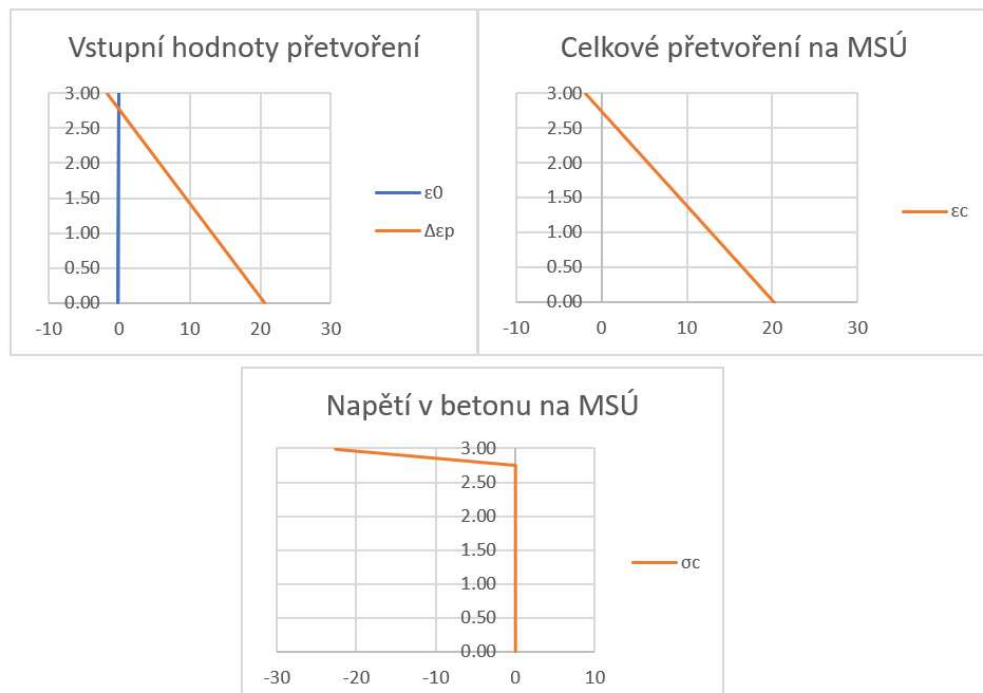 Vstupní hodnoty přetvoření
3.00
2.50
2.00
1.50
1.00
0.50
0.00
-10 0 10 20 30
ε0
Δεp
Celkové přetvoření na MSÚ
3.00
2.50
2.00
1.50
1.00
0.50
0.00
-10 0 10 20 30
εc
Napětí v betonu na MSÚ
3.00
2.50
2.00
1.50
1.00
0.50
0.00
-30 -20 -10 0 10
σc